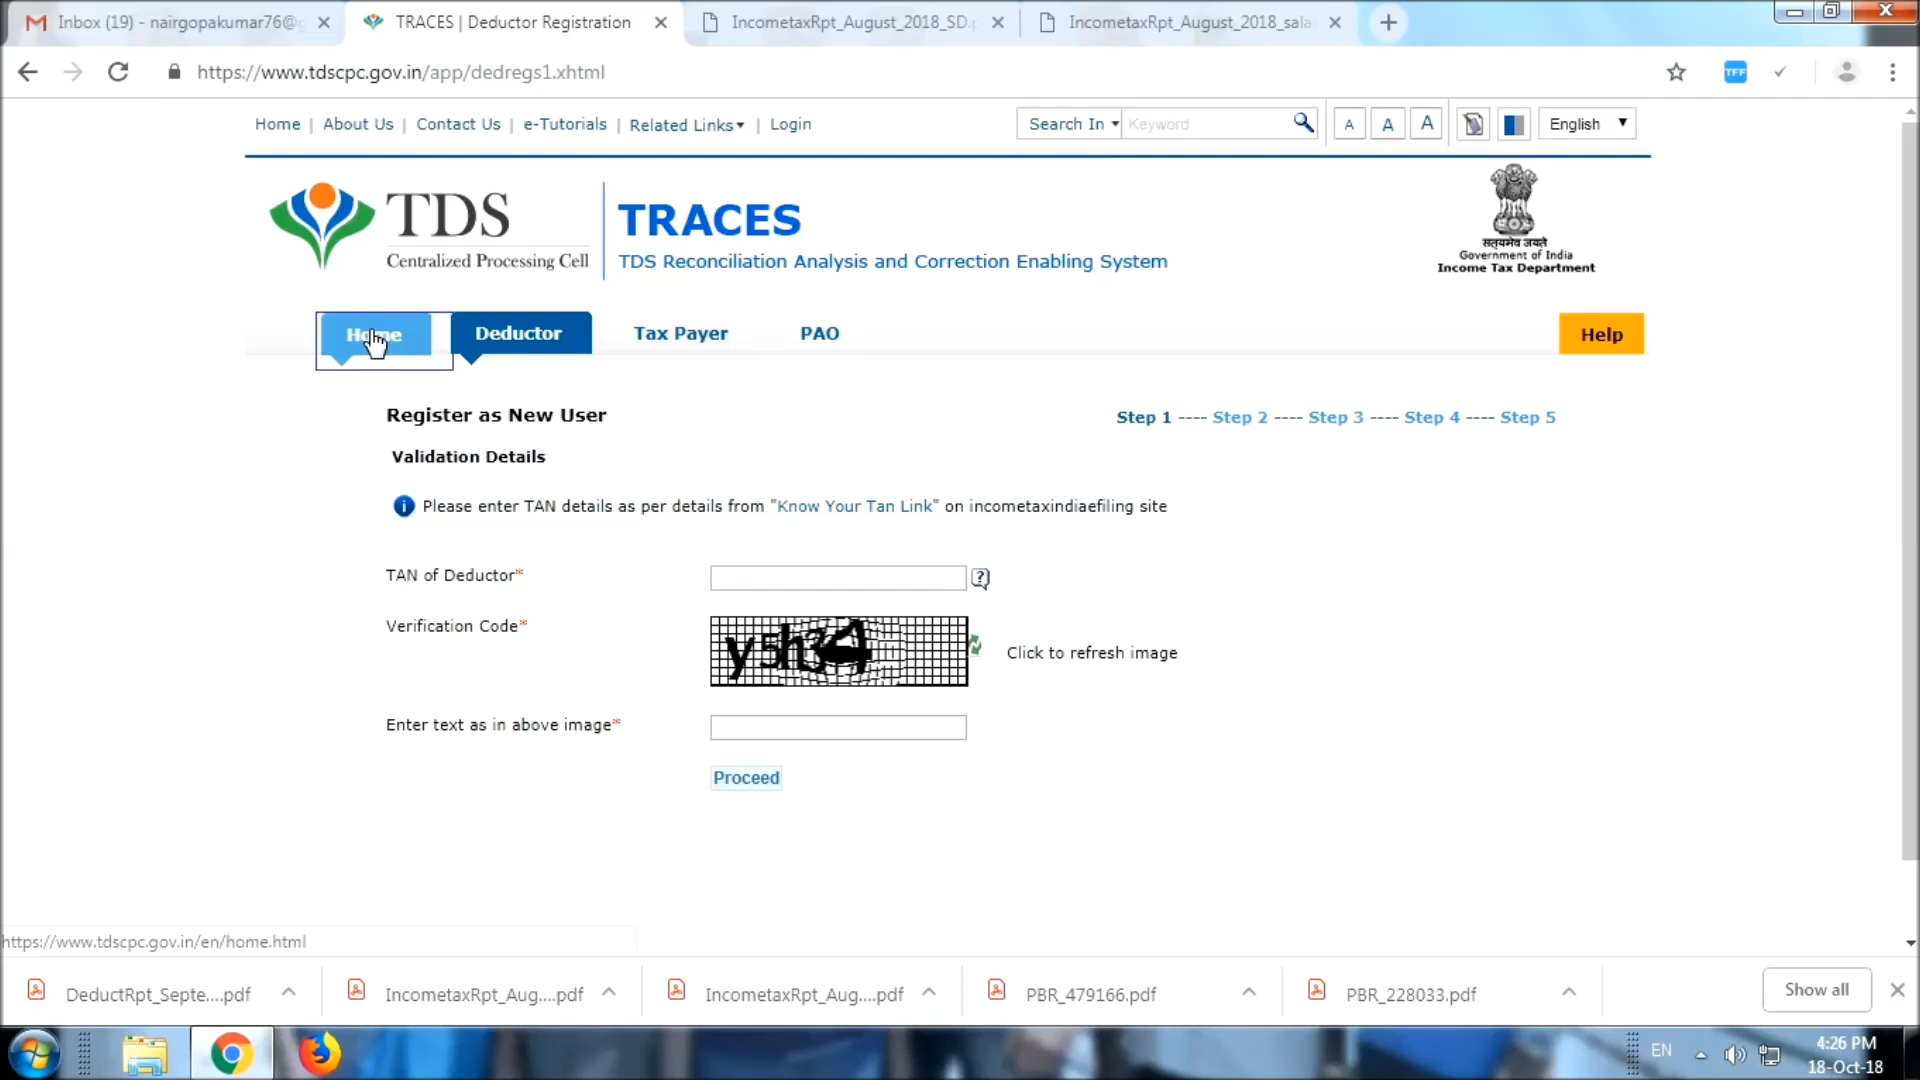 Inbox (19) - nairgopakumar76@g
TRACES | Deductor Registration
IncometaxRpt_August_2018_SD.p
IncometaxRpt_August_2018_sala
https://www.tdscpc.gov.in/app/dedregs1.xhtml
TFF
Home | About Us | Contact Us | e-Tutorials | Related Links | Login
Search In Keyword A A A English
TDS
Centralized Processing Cell
TRACES
TDS Reconciliation Analysis and Correction Enabling System
सत्यमेव जयते
Government of India
Income Tax Department
Home Deductor Tax Payer PAO Help
Register as New User
Step 1 ---- Step 2 ---- Step 3 ---- Step 4 ---- Step 5
Validation Details
Please enter TAN details as per details from "Know Your Tan Link" on incometaxindiaefiling site
TAN of Deductor*
Verification Code*
y5h34
Click to refresh image
Enter text as in above image*
Proceed
https://www.tdscpc.gov.in/en/home.html
DeductRpt_Septe....pdf
IncometaxRpt_Aug....pdf
IncometaxRpt_Aug....pdf
PBR_479166.pdf
PBR_228033.pdf
Show all
EN
4:26 PM
18-Oct-18